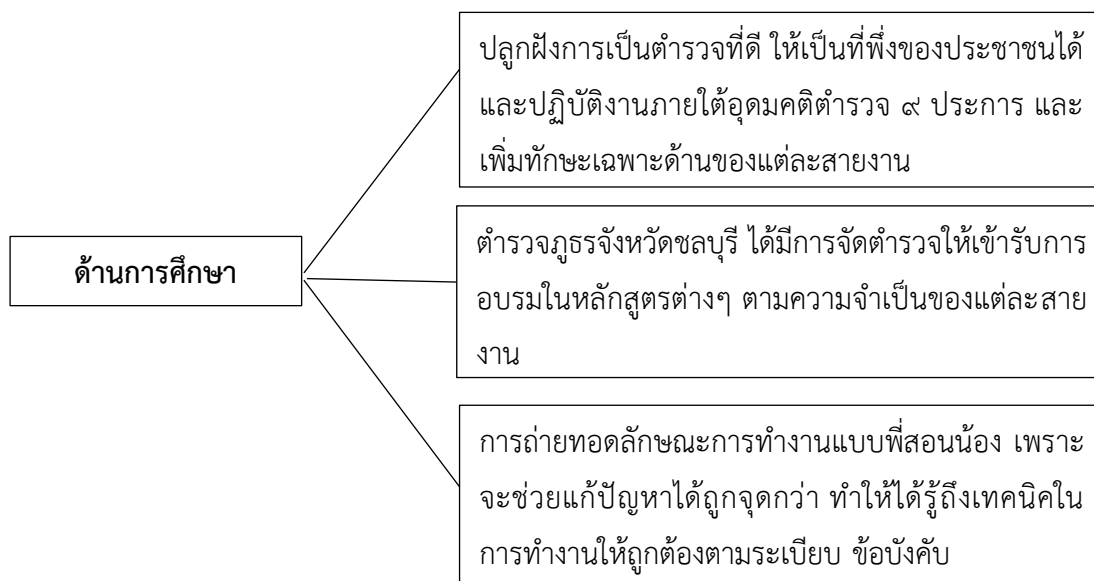 ปลูกฝังการเป็นตำรวจที่ดี ให้เป็นที่พึ่งของประชาชนได้
และปฏิบัติงานภายใต้อุดมคติตำรวจ ๙ ประการ และ
เพิ่มทักษะเฉพาะด้านของแต่ละสายงาน
ด้านการศึกษา
ตำรวจภูธรจังหวัดชลบุรี ได้มีการจัดตำรวจให้เข้ารับการ
อบรมในหลักสูตรต่างๆ ตามความจำเป็นของแต่ละสาย
งาน
การถ่ายทอดลักษณะการทำงานแบบพี่สอนน้อง เพราะ
จะช่วยแก้ปัญหาได้ถูกจุดกว่า ทำให้ได้รู้ถึงเทคนิคใน
การทำงานให้ถูกต้องตามระเบียบ ข้อบังคับ